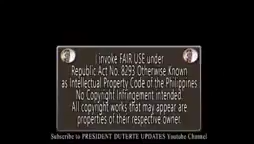 I invoke FAIR USE under
Republic Act No. 8293 Otherwise Known
as Intellectual Property Code of the Philippines
No Copyright Infringement intended.
All copyright works that may appear are
properties of their respective owner.
Subscribe to PRESIDENT DUTERTE UPDATES Youtube Channel